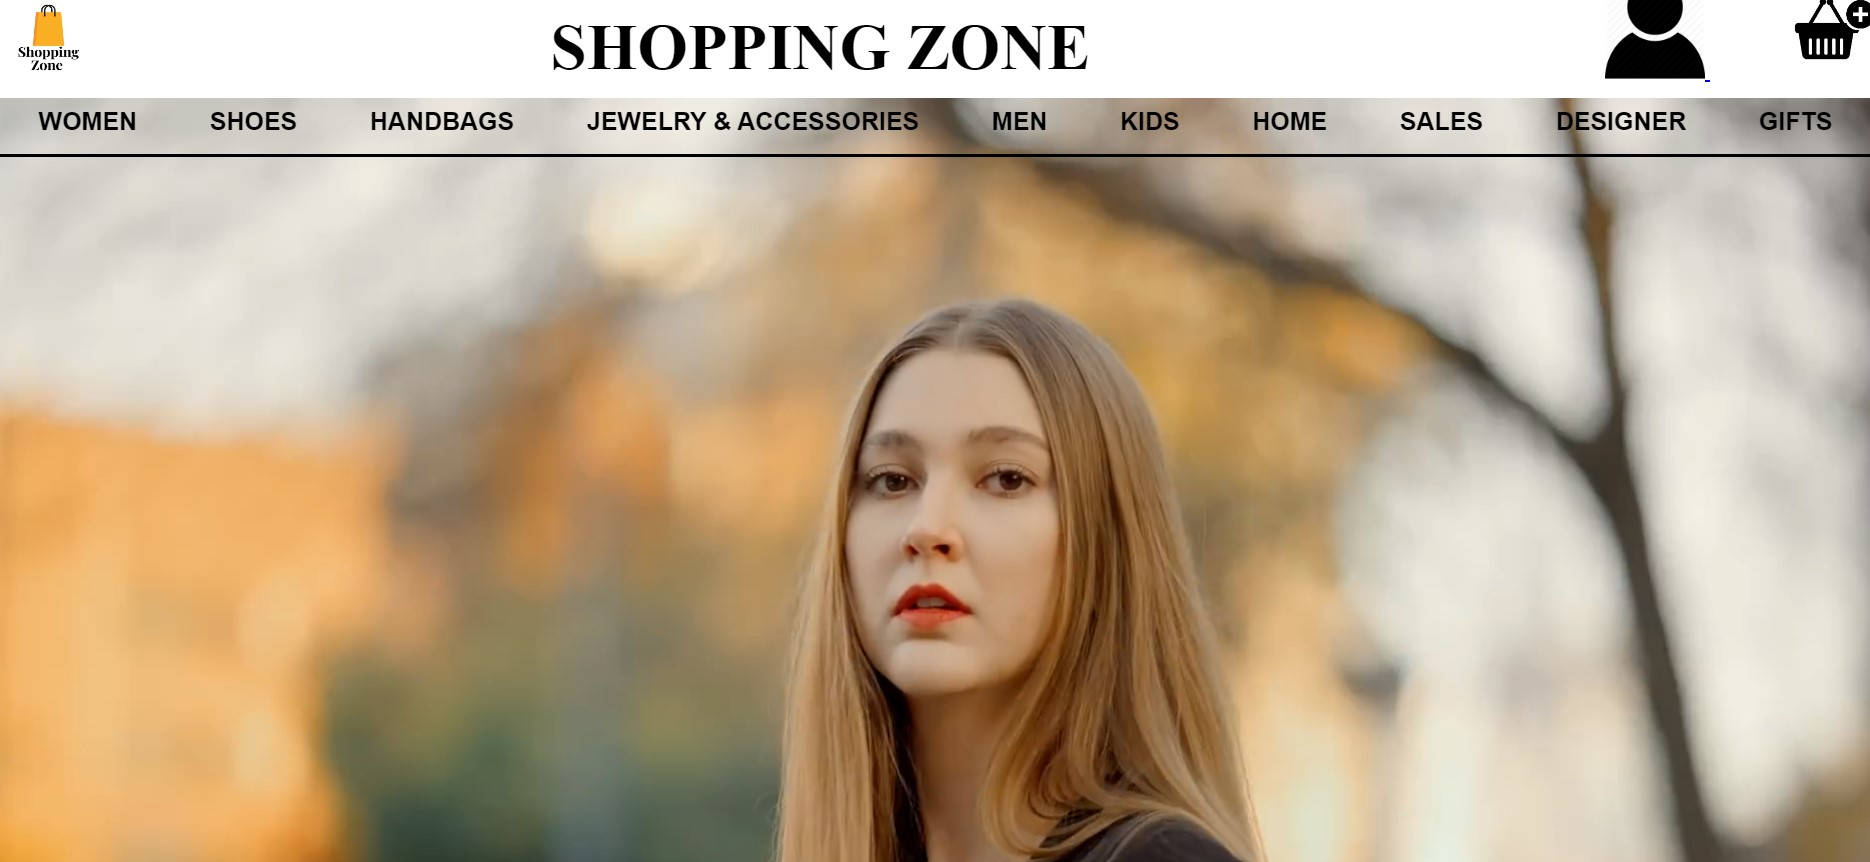 Shopping
Zone
SHOPPING ZONE
WOMEN SHOES HANDBAGS JEWELRY & ACCESSORIES MEN KIDS HOME SALES DESIGNER GIFTS